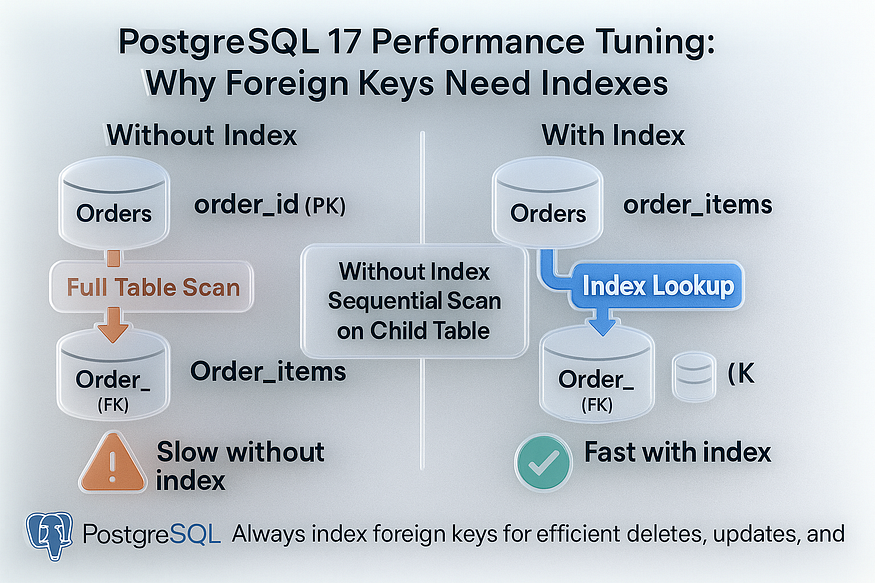 PostgreSQL 17 Performance Tuning:
Why Foreign Keys Need Indexes
Without Index
Orders
order_id (PK)
Full Table Scan
Order_
(FK)
Order_items
Slow without
index
Without Index
Sequential Scan
on Child Table
With Index
Orders
order_items
Index Lookup
Order_
(FK)
(K
Fast with index
PostgreSQL Always index foreign keys for efficient deletes, updates, and